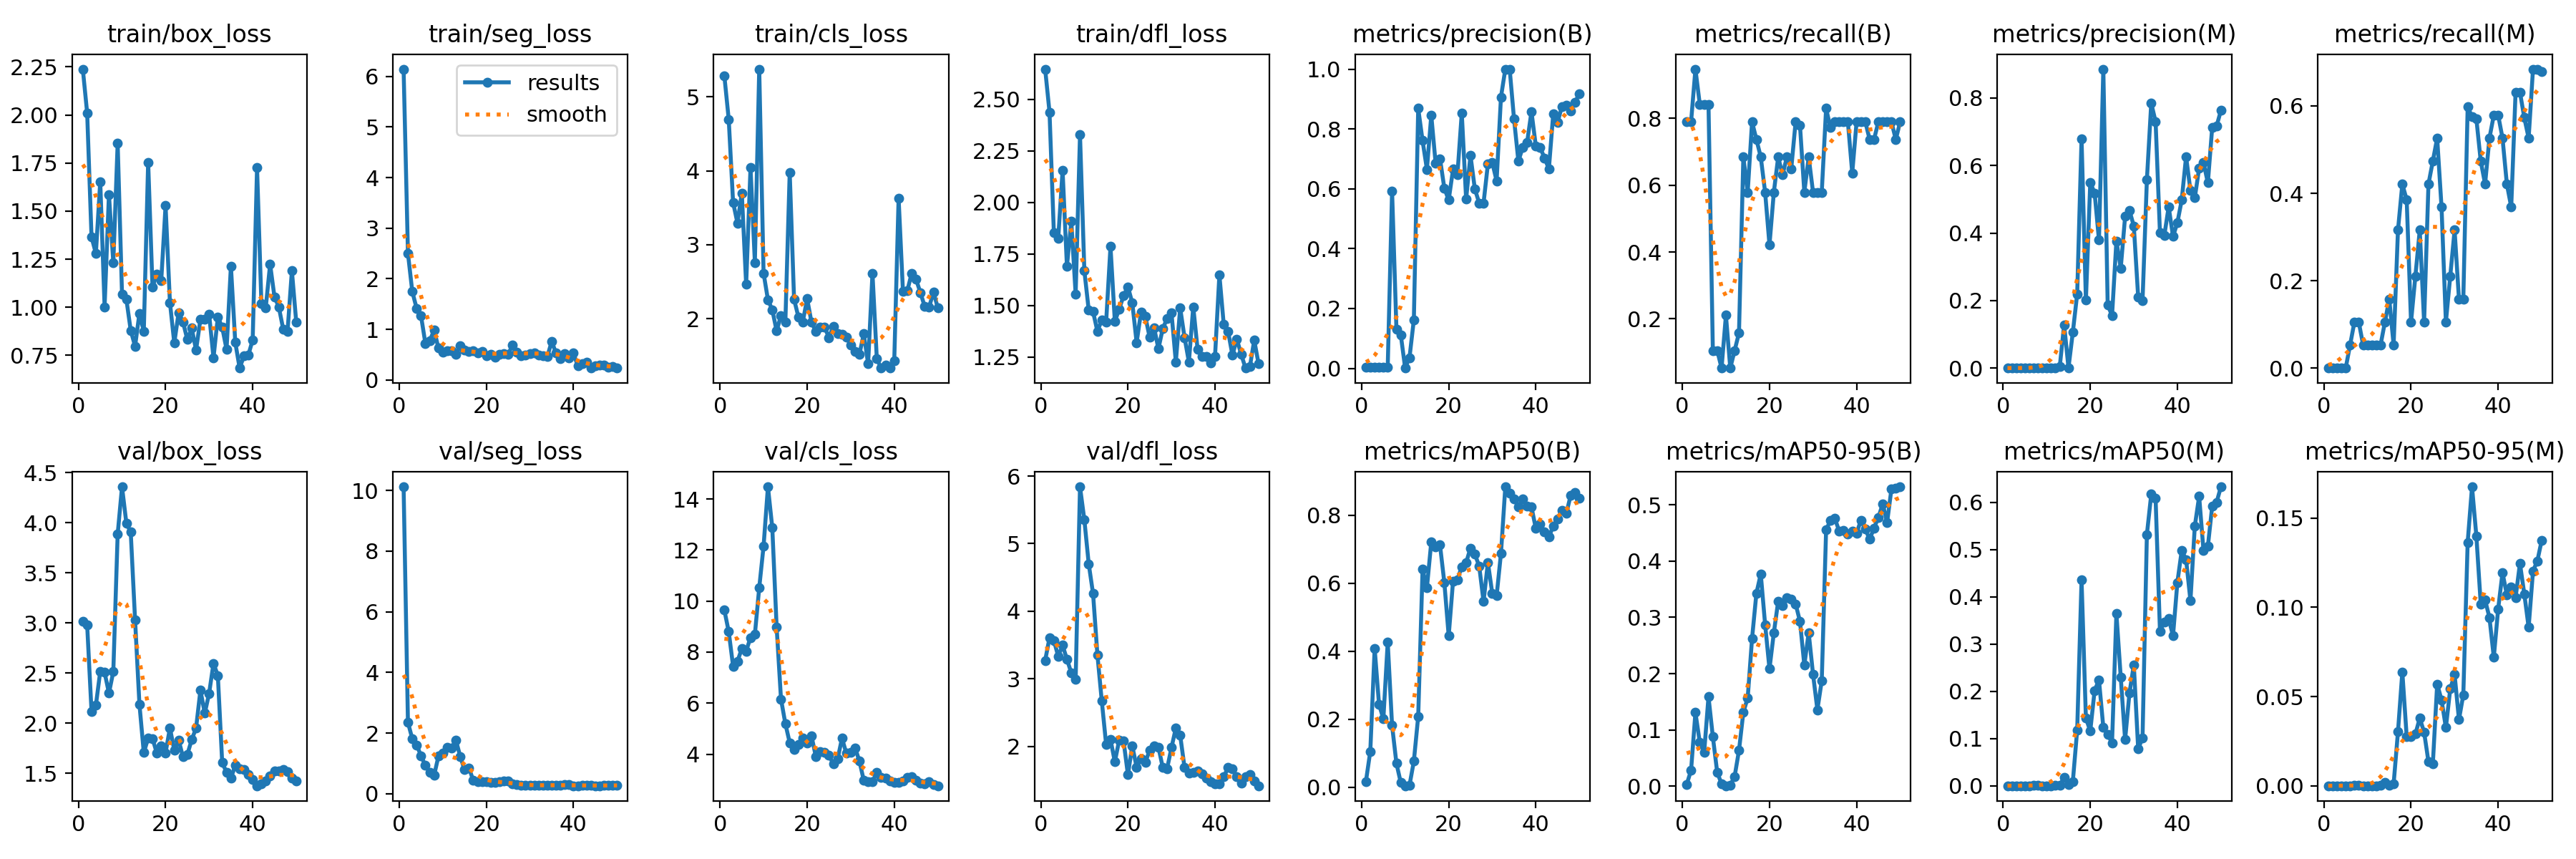 train/box_loss
train/seg_loss
train/cls_loss
train/dfl_loss
metrics/precision(B)
metrics/recall(B)
metrics/precision(M)
metrics/recall(M)
2.25
2.00
1.75
1.50
1.25
1.00
0.75
0 20 40
6
5
4
3
2
1
0
0 20 40
results
smooth
5
4
3
2
0 20 40
2.50
2.25
2.00
1.75
1.50
1.25
0 20 40
1.0
0.8
0.6
0.4
0.2
0.0
0 20 40
0.8
0.6
0.4
0.2
0 20 40
0.8
0.6
0.4
0.2
0.0
0 20 40
0.6
0.4
0.2
0.0
0 20 40
val/box_loss
val/seg_loss
val/cls_loss
val/dfl_loss
metrics/mAP50(B)
metrics/mAP50-95(B)
metrics/mAP50(M)
metrics/mAP50-95(M)
4.5
4.0
3.5
3.0
2.5
2.0
1.5
0 20 40
10
8
6
4
2
0
0 20 40
14
12
10
8
6
4
0 20 40
6
5
4
3
2
0 20 40
0.8
0.6
0.4
0.2
0.0
0 20 40
0.5
0.4
0.3
0.2
0.1
0.0
0 20 40
0.6
0.5
0.4
0.3
0.2
0.1
0.0
0 20 40
0.15
0.10
0.05
0.00
0 20 40